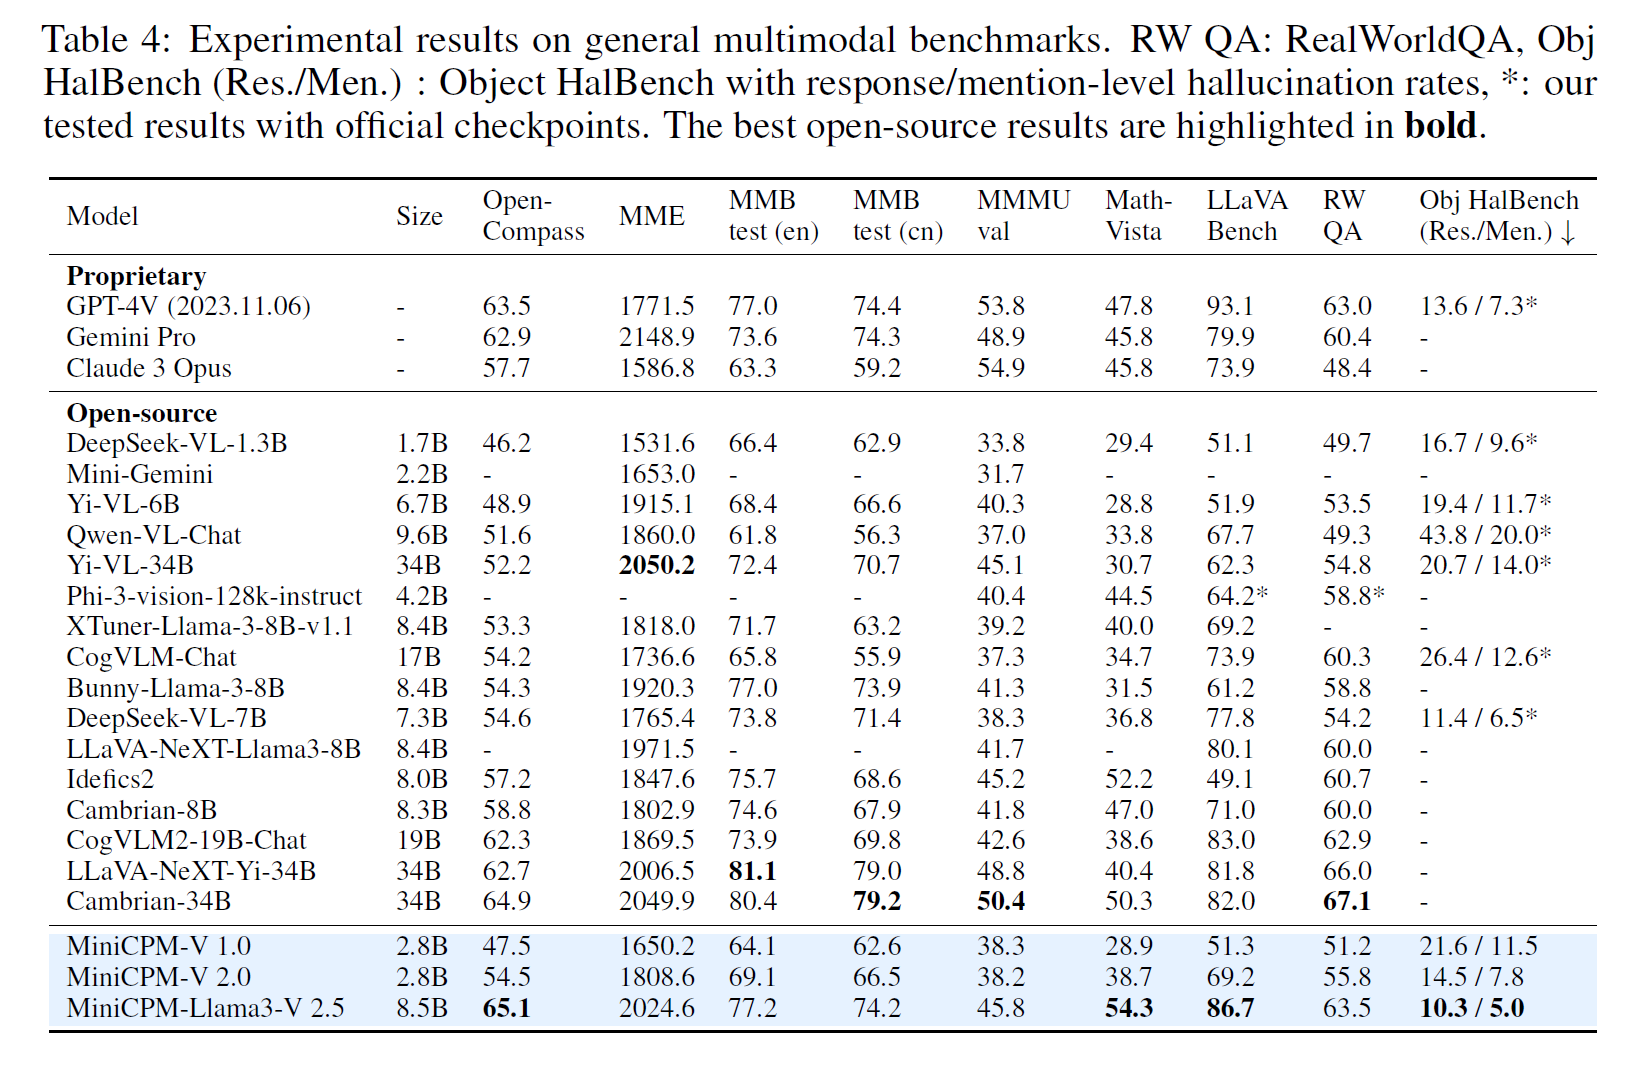 Table 4: Experimental results on general multimodal benchmarks. RW QA: RealWorldQA, Obj
HalBench (Res./Men.) : Object HalBench with response/mention-level hallucination rates, *: our
tested results with official checkpoints. The best open-source results are highlighted in bold.
Model Size Open-Compass MME MMB test (en) MMB test (cn) MMMU val Math-Vista LLaVA Bench RW QA Obj HalBench (Res./Men.) ↓
Proprietary
GPT-4V (2023.11.06) - 63.5 1771.5 77.0 74.4 53.8 47.8 93.1 63.0 13.6 / 7.3*
Gemini Pro - 62.9 2148.9 73.6 74.3 48.9 45.8 79.9 60.4 -
Claude 3 Opus - 57.7 1586.8 63.3 59.2 54.9 45.8 73.9 48.4 -
Open-source
DeepSeek-VL-1.3B 1.7B 46.2 1531.6 66.4 62.9 33.8 29.4 51.1 49.7 16.7 / 9.6*
Mini-Gemini 2.2B - 1653.0 - - 31.7 - - - -
Yi-VL-6B 6.7B 48.9 1915.1 68.4 66.6 40.3 28.8 51.9 53.5 19.4 / 11.7*
Qwen-VL-Chat 9.6B 51.6 1860.0 61.8 56.3 37.0 33.8 67.7 49.3 43.8 / 20.0*
Yi-VL-34B 34B 52.2 2050.2 72.4 70.7 45.1 30.7 62.3 54.8 20.7 / 14.0*
Phi-3-vision-128k-instruct 4.2B - - - - 40.4 44.5 64.2* 58.8* -
XTuner-Llama-3-8B-v1.1 8.4B 53.3 1818.0 71.7 63.2 39.2 40.0 69.2 - -
CogVLM-Chat 17B 54.2 1736.6 65.8 55.9 37.3 34.7 73.9 60.3 26.4 / 12.6*
Bunny-Llama-3-8B 8.4B 54.3 1920.3 77.0 73.9 41.3 31.5 61.2 58.8 -
DeepSeek-VL-7B 7.3B 54.6 1765.4 73.8 71.4 38.3 36.8 77.8 54.2 11.4 / 6.5*
LLaVA-NeXT-Llama3-8B 8.4B - 1971.5 - - 41.7 - 80.1 60.0 -
Idefics2 8.0B 57.2 1847.6 75.7 68.6 45.2 52.2 49.1 60.7 -
Cambrian-8B 8.3B 58.8 1802.9 74.6 67.9 41.8 47.0 71.0 60.0 -
CogVLM2-19B-Chat 19B 62.3 1869.5 73.9 69.8 42.6 38.6 83.0 62.9 -
LLaVA-NeXT-Yi-34B 34B 62.7 2006.5 81.1 79.0 48.8 40.4 81.8 66.0 -
Cambrian-34B 34B 64.9 2049.9 80.4 79.2 50.4 50.3 82.0 67.1 -
MiniCPM-V 1.0 2.8B 47.5 1650.2 64.1 62.6 38.3 28.9 51.3 51.2 21.6 / 11.5
MiniCPM-V 2.0 2.8B 54.5 1808.6 69.1 66.5 38.2 38.7 69.2 55.8 14.5 / 7.8
MiniCPM-Llama3-V 2.5 8.5B 65.1 2024.6 77.2 74.2 45.8 54.3 86.7 63.5 10.3 / 5.0